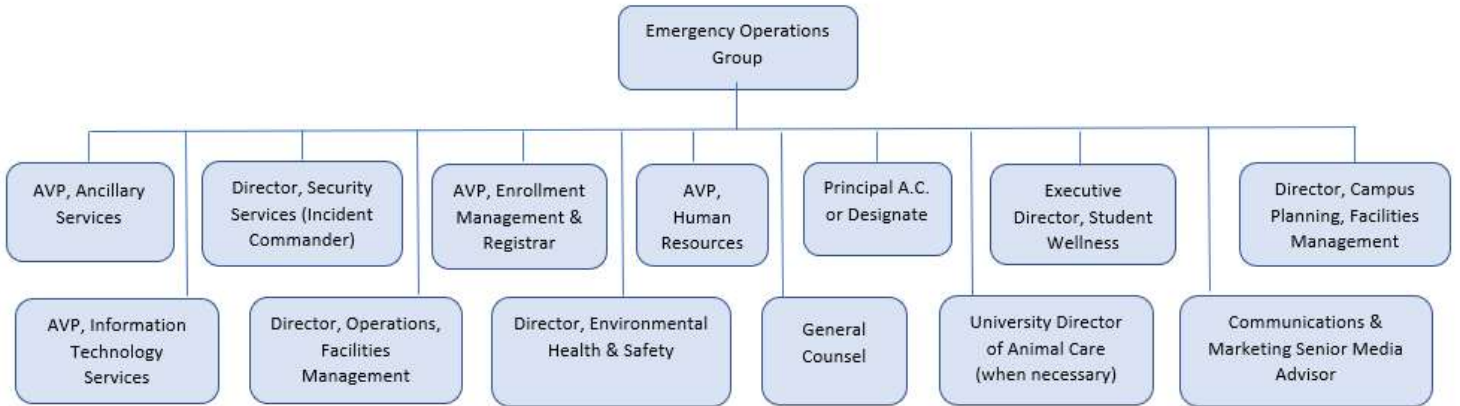 Emergency Operations
Group
AVP, Ancillary
Services
Director, Security
Services (Incident
Commander)
AVP, Enrollment
Management &
Registrar
AVP,
Human
Resources
Principal A.C.
or Designate
Executive
Director, Student
Wellness
Director, Campus
Planning, Facilities
Management
AVP, Information
Technology
Services
Director, Operations,
Facilities
Management
Director, Environmental
Health & Safety
General
Counsel
University Director
of Animal Care
(when necessary)
Communications &
Marketing Senior Media
Advisor